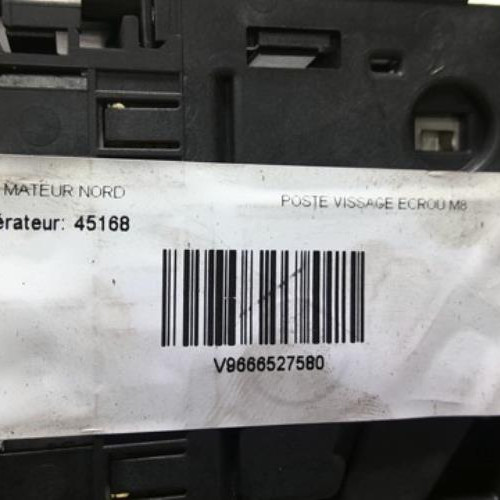 MATEUR NORD
POSTE VISSAGE ECROU M8
érateur: 45168
V9666527580